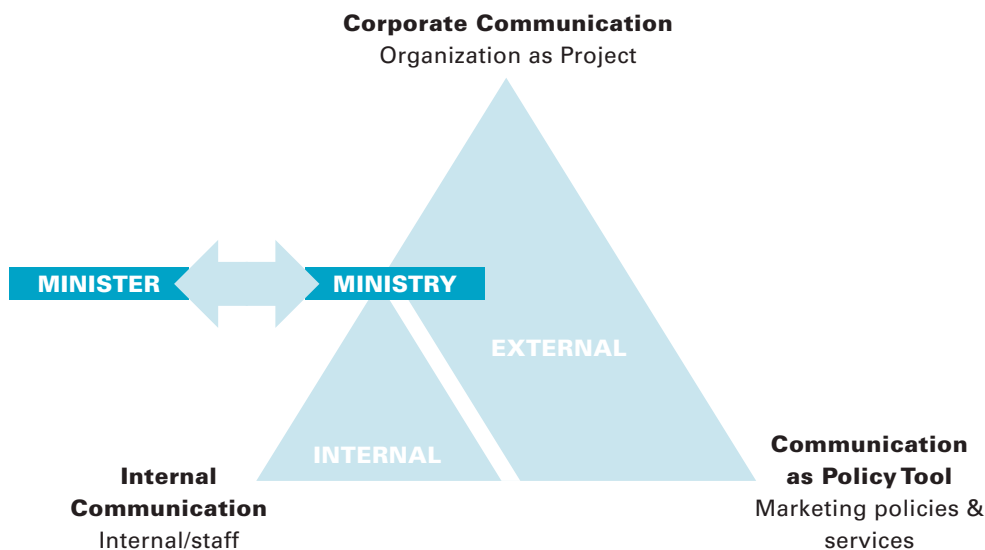 Corporate Communication
Organization as Project
MINISTER
MINISTRY
EXTERNAL
INTERNAL
Internal
Communication
Internal/staff
Communication
as Policy Tool
Marketing policies &
services